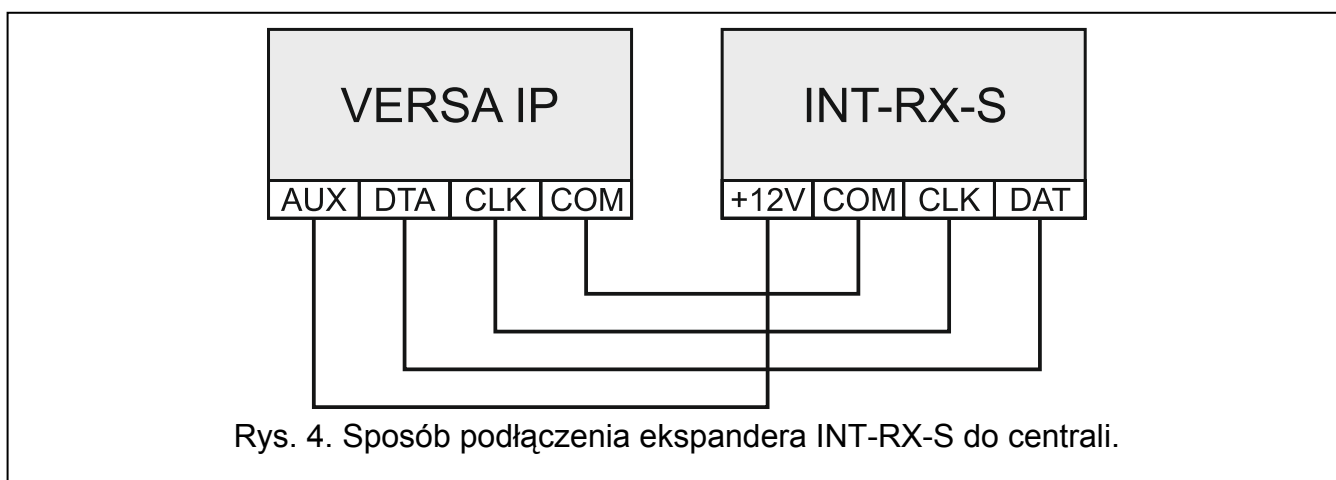 VERSA IP
INT-RX-S
AUX DTA CLK COM
+12V COM CLK DAT
Rys. 4. Sposób podłączenia ekspandera INT-RX-S do centrali.